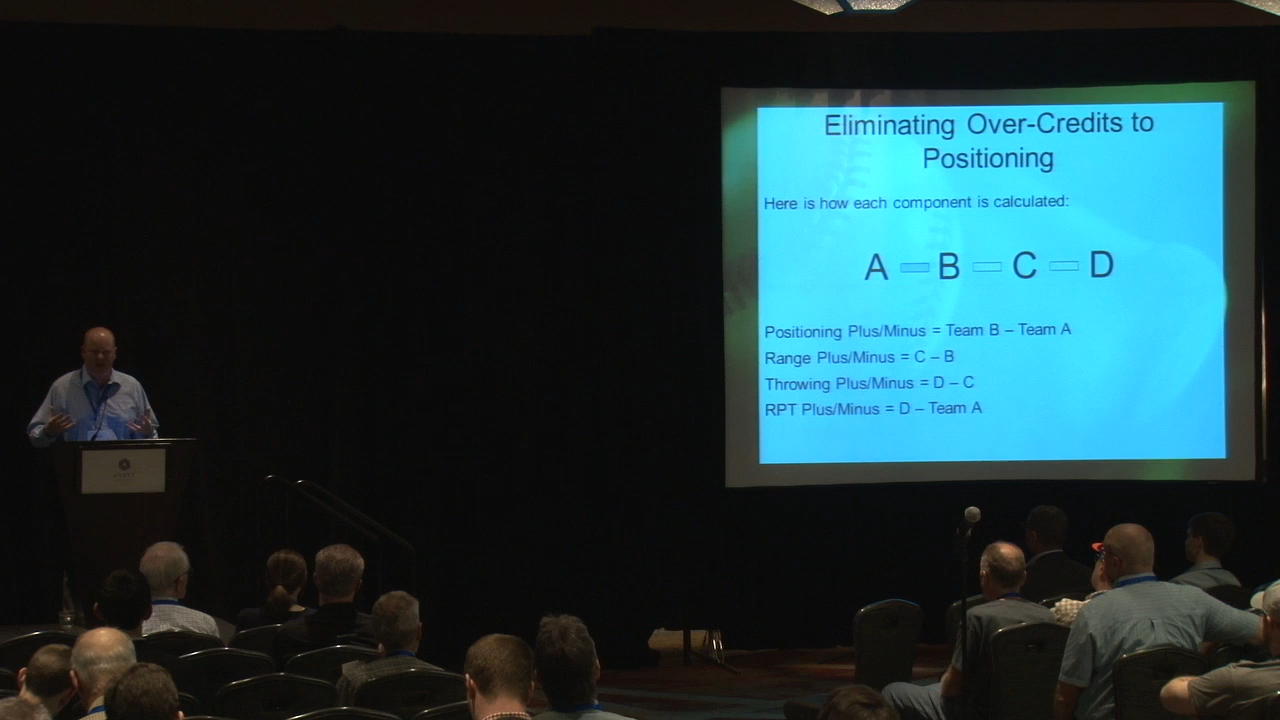 Eliminating Over-Credits to
Positioning
Here is how each component is calculated:
A B C D
Positioning Plus/Minus = Team B – Team A
Range Plus/Minus = C – B
Throwing Plus/Minus = D – C
RPT Plus/Minus = D – Team A